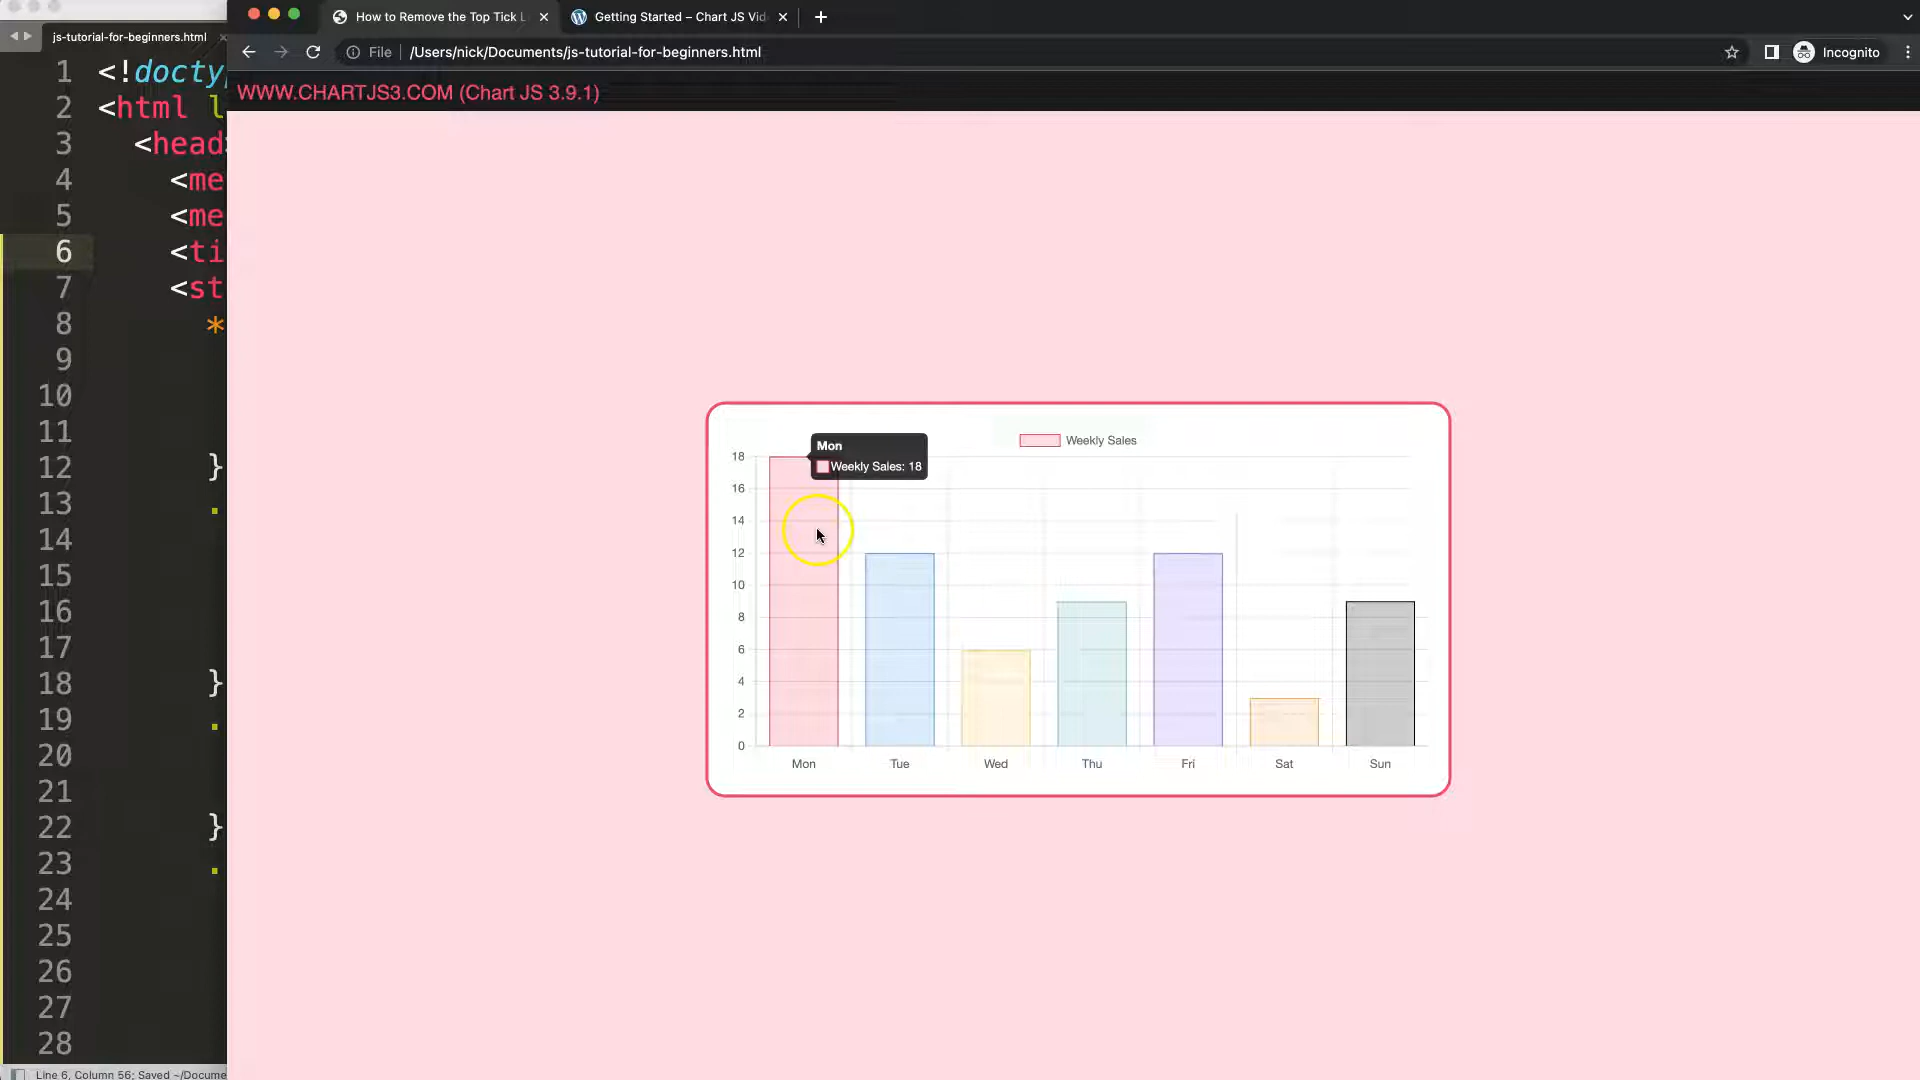 js-tutorial-for-beginners.html
1 <!docty
2 <html l
3 <head>
4 <me
5 <me
6 <ti
7 <st
8 *
9
10
11
12 }
13 .
14
15
16
17
18 }
19 .
20
21
22 }
23 .
24
25
26
27
28
Line 6, Column 56; Saved ~/Docume
How to Remove the Top Tick L
Getting Started – Chart JS Vid
File
/Users/nick/Documents/js-tutorial-for-beginners.html
Incognito
WWW.CHARTJS3.COM (Chart JS 3.9.1)
Weekly Sales
Mon
Weekly Sales: 18
18
16
14
12
10
8
6
4
2
0
Mon Tue Wed Thu Fri Sat Sun